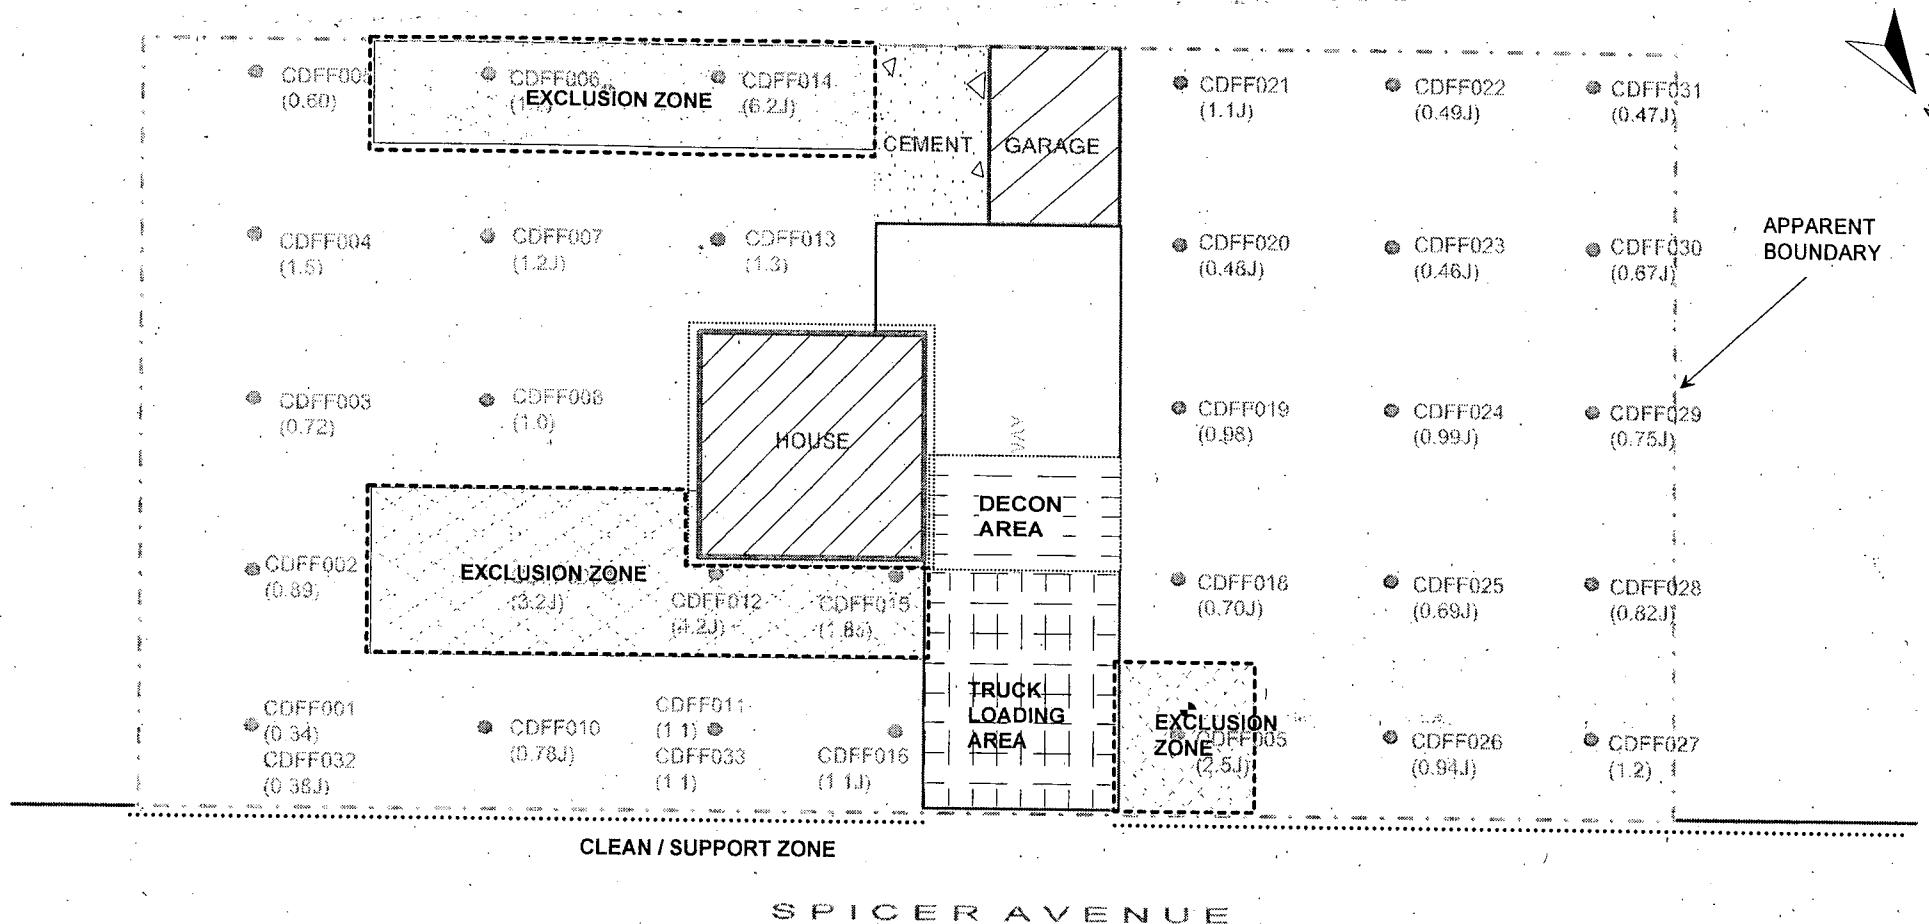 CDFF006
EXCLUSION ZONE
CDFF014
(6.2J)
(0.60)
CEMENT
GARAGE
CDFF021
(1.1J)
CDFF022
(0.49J)
CDFF031
(0.47J)
CDFF004
(1.5)
CDFF007
(1.2J)
CDFF013
(1.3)
CDFF020
(0.48J)
CDFF023
(0.46J)
CDFF030
(0.67J)
APPARENT
BOUNDARY
CDFF003
(0.72)
CDFF008
(1.0)
HOUSE
CDFF019
(0.98)
CDFF024
(0.99J)
CDFF029
(0.75J)
DECON
AREA
CDFF002
(0.89)
EXCLUSION ZONE
(3.2J)
CDFF012
(4.2J)
CDFF015
CDFF018
(0.70J)
CDFF025
(0.69J)
CDFF028
(0.82J)
CDFF001
(0.34)
CDFF032
(0.38J)
CDFF010
(0.78J)
CDFF011
(1.1)
CDFF033
(1.1)
CDFF016
(1.1J)
TRUCK
LOADING
AREA
EXCLUSION
ZONE
(2.5J)
CDFF026
(0.94J)
CDFF027
(1.2)
CLEAN / SUPPORT ZONE
SPICER AVENUE